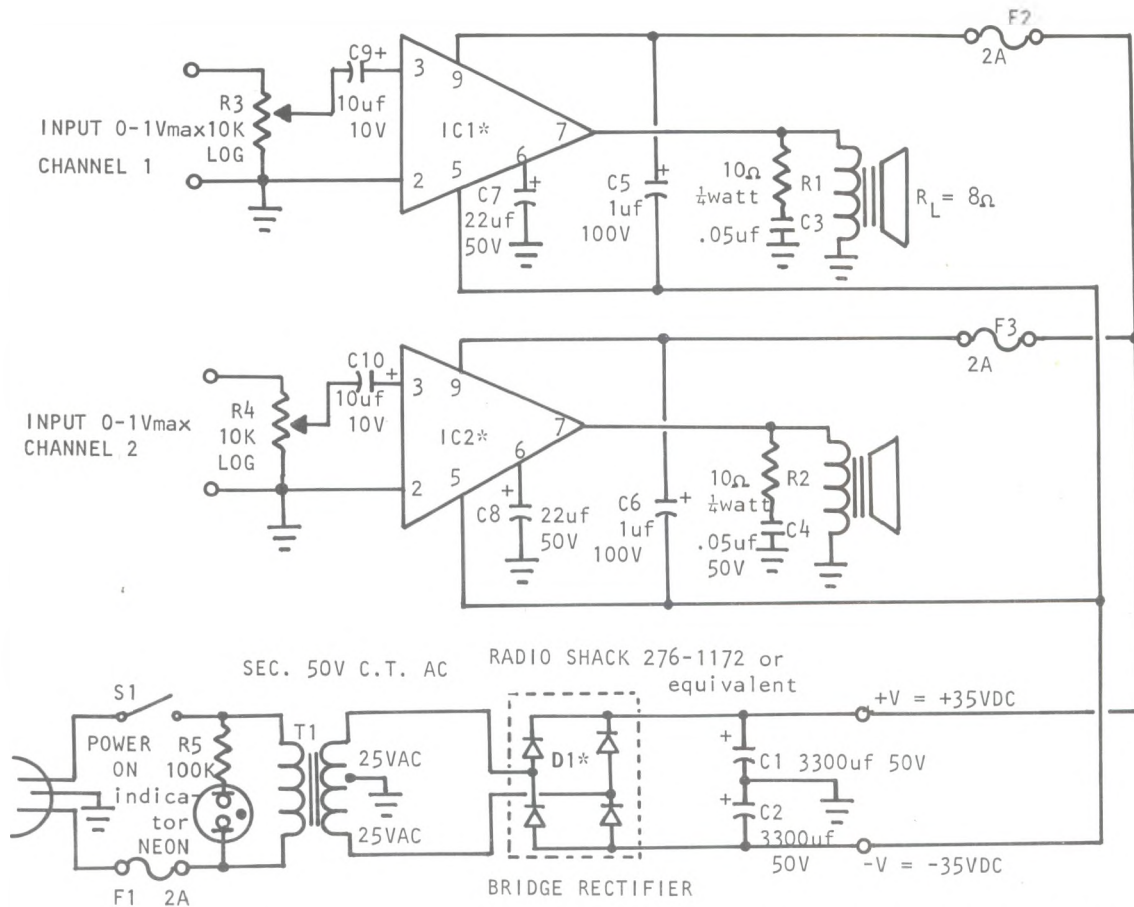 F2
2A
C9+
10uf
10V
R3
INPUT 0-1Vmax 10K
LOG
CHANNEL 1
3
9
IC1*
7
5
6
2
C7
+
22uf
50V
C5
+
1uf
100V
10Ω
¼watt
R1
C3
.05uf
R_L = 8Ω
F3
2A
C10
+
10uf
10V
R4
10K
LOG
INPUT 0-1Vmax
CHANNEL 2
3
9
IC2*
7
6
5
2
+
C8
22uf
50V
C6
+
1uf
100V
10Ω
¼watt
R2
C4
.05uf
50V
SEC. 50V C.T. AC
RADIO SHACK 276-1172 or
equivalent
S1
POWER
ON
indica-
tor
NEON
R5
100K
F1 2A
T1
25VAC
25VAC
D1*
BRIDGE RECTIFIER
+
C1 3300uf 50V
+
C2
3300uf
50V
+V = +35VDC
-V = -35VDC